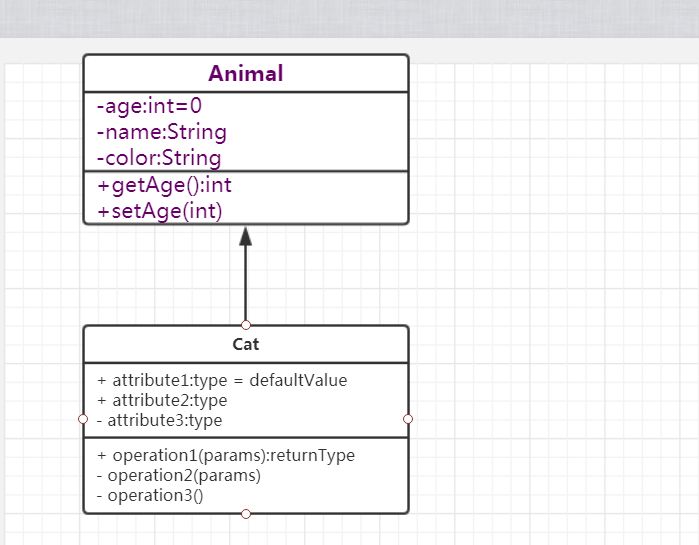 Animal
-age:int=0
-name:String
-color:String
+getAge():int
+setAge(int)
Cat
+ attribute1:type = defaultValue
+ attribute2:type
- attribute3:type
+ operation1(params):returnType
- operation2(params)
- operation3()